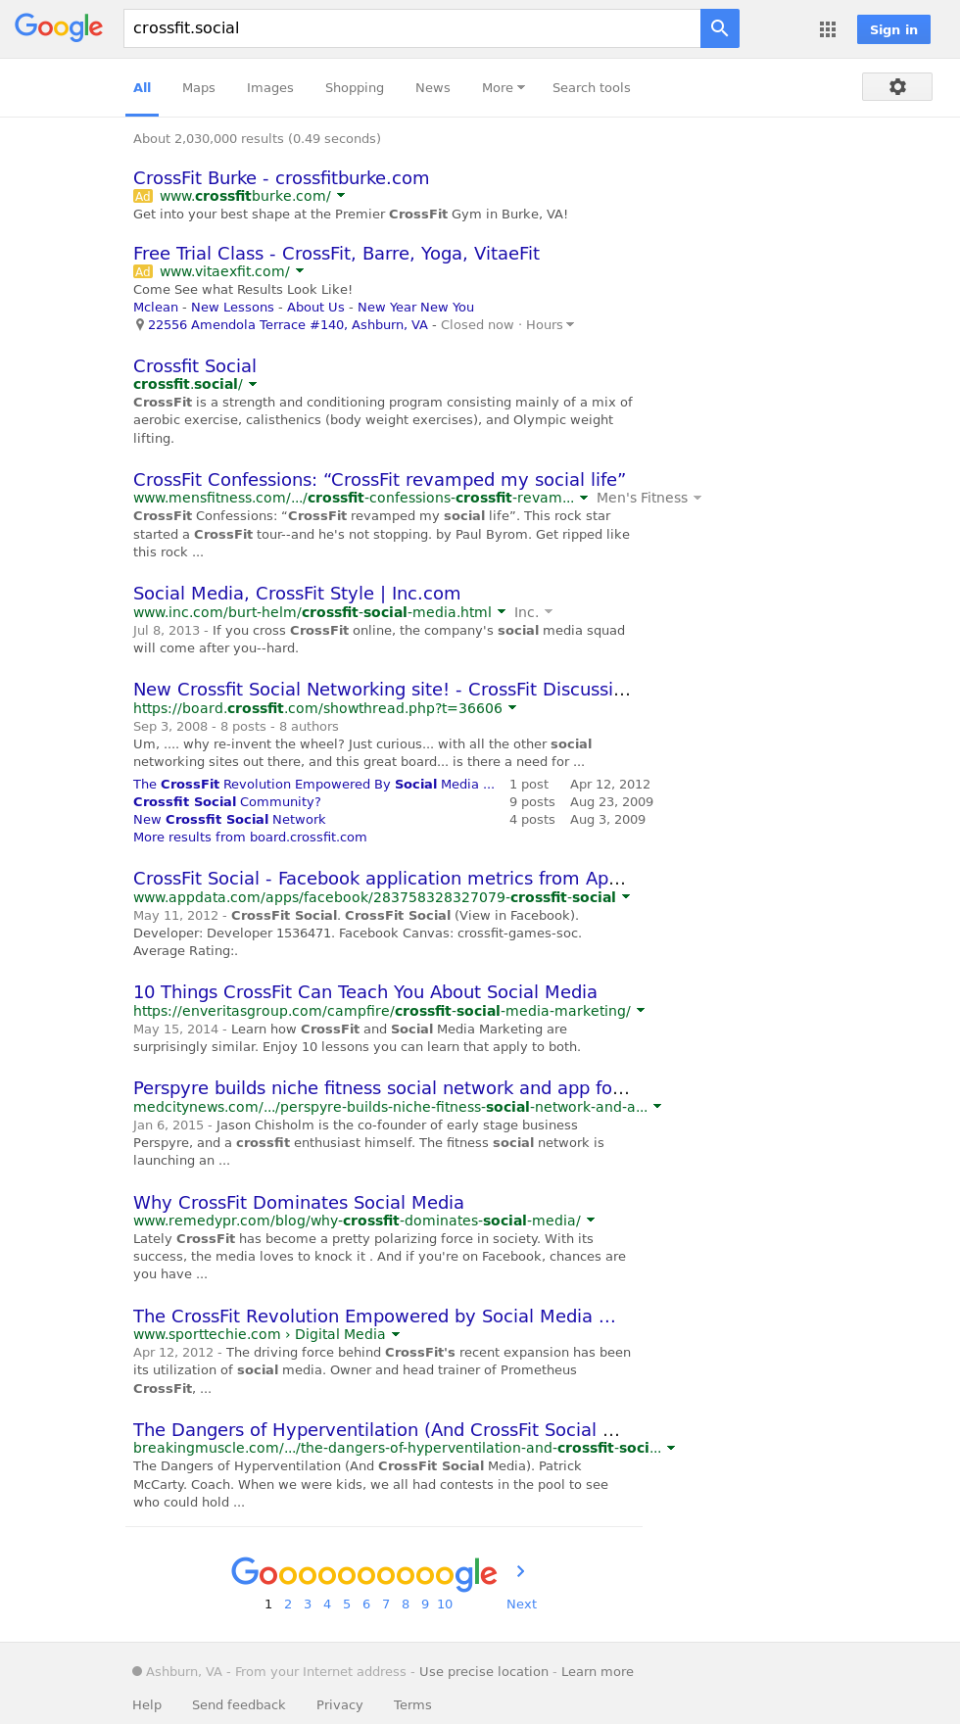 Google
crossfit.social
Sign in
All Maps Images Shopping News More Search tools
About 2,030,000 results (0.49 seconds)
CrossFit Burke - crossfitburke.com
Ad www.crossfitburke.com/
Get into your best shape at the Premier CrossFit Gym in Burke, VA!
Free Trial Class - CrossFit, Barre, Yoga, VitaeFit
Ad www.vitaexfit.com/
Come See what Results Look Like!
Mclean - New Lessons - About Us - New Year New You
22556 Amendola Terrace #140, Ashburn, VA - Closed now · Hours
Crossfit Social
crossfit.social/
CrossFit is a strength and conditioning program consisting mainly of a mix of
aerobic exercise, calisthenics (body weight exercises), and Olympic weight
lifting.
CrossFit Confessions: “CrossFit revamped my social life”
www.mensfitness.com/.../crossfit-confessions-crossfit-revam... Men's Fitness
CrossFit Confessions: “CrossFit revamped my social life”. This rock star
started a CrossFit tour--and he's not stopping. by Paul Byrom. Get ripped like
this rock ...
Social Media, CrossFit Style | Inc.com
www.inc.com/burt-helm/crossfit-social-media.html Inc.
Jul 8, 2013 - If you cross CrossFit online, the company's social media squad
will come after you--hard.
New Crossfit Social Networking site! - CrossFit Discussi...
https://board.crossfit.com/showthread.php?t=36606
Sep 3, 2008 - 8 posts - 8 authors
Um, .... why re-invent the wheel? Just curious... with all the other social
networking sites out there, and this great board... is there a need for ...
The CrossFit Revolution Empowered By Social Media ... 1 post Apr 12, 2012
Crossfit Social Community? 9 posts Aug 23, 2009
New Crossfit Social Network 4 posts Aug 3, 2009
More results from board.crossfit.com
CrossFit Social - Facebook application metrics from Ap...
www.appdata.com/apps/facebook/283758328327079-crossfit-social
May 11, 2012 - CrossFit Social. CrossFit Social (View in Facebook).
Developer: Developer 1536471. Facebook Canvas: crossfit-games-soc.
Average Rating:.
10 Things CrossFit Can Teach You About Social Media
https://enveritasgroup.com/campfire/crossfit-social-media-marketing/
May 15, 2014 - Learn how CrossFit and Social Media Marketing are
surprisingly similar. Enjoy 10 lessons you can learn that apply to both.
Perspyre builds niche fitness social network and app fo...
medcitynews.com/.../perspyre-builds-niche-fitness-social-network-and-a...
Jan 6, 2015 - Jason Chisholm is the co-founder of early stage business
Perspyre, and a crossfit enthusiast himself. The fitness social network is
launching an ...
Why CrossFit Dominates Social Media
www.remedypr.com/blog/why-crossfit-dominates-social-media/
Lately CrossFit has become a pretty polarizing force in society. With its
success, the media loves to knock it . And if you're on Facebook, chances are
you have ...
The CrossFit Revolution Empowered by Social Media ...
www.sporttechie.com › Digital Media
Apr 12, 2012 - The driving force behind CrossFit's recent expansion has been
its utilization of social media. Owner and head trainer of Prometheus
CrossFit, ...
The Dangers of Hyperventilation (And CrossFit Social ...
breakingmuscle.com/.../the-dangers-of-hyperventilation-and-crossfit-soci...
The Dangers of Hyperventilation (And CrossFit Social Media). Patrick
McCarty. Coach. When we were kids, we all had contests in the pool to see
who could hold ...
Goooooooooogle
1 2 3 4 5 6 7 8 9 10 Next
Ashburn, VA - From your Internet address - Use precise location - Learn more
Help Send feedback Privacy Terms